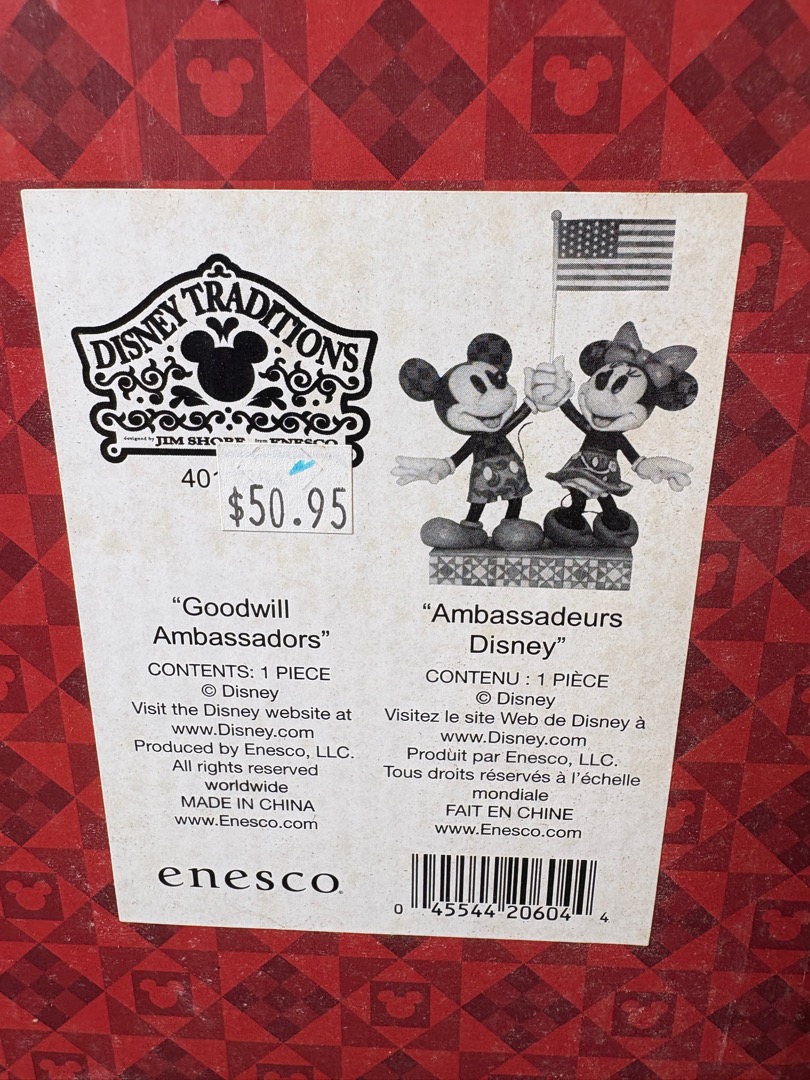 DISNEY TRADITIONS
designed by JIM SHORE from ENESCO
$50.95
"Goodwill
Ambassadors"
CONTENTS: 1 PIECE
© Disney
Visit the Disney website at
www.Disney.com
Produced by Enesco, LLC.
All rights reserved
worldwide
MADE IN CHINA
www.Enesco.com
enesco.
"Ambassadeurs
Disney"
CONTENU : 1 PIÈCE
© Disney
Visitez le site Web de Disney à
www.Disney.com
Produit par Enesco, LLC.
Tous droits réservés à l'échelle
mondiale
FAIT EN CHINE
www.Enesco.com
0 45544 20604 4